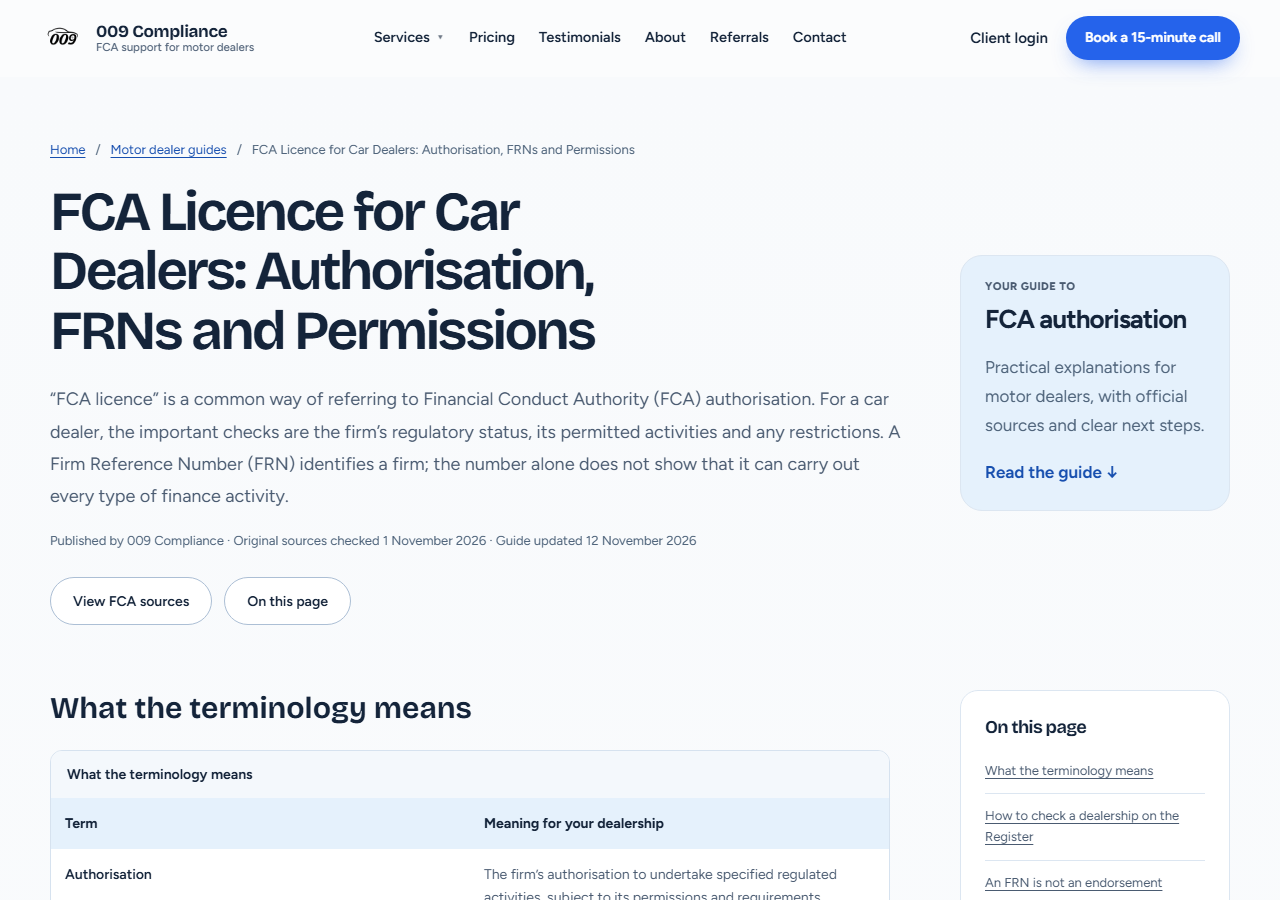 009
009 Compliance
FCA support for motor dealers
Services ▼
Pricing
Testimonials
About
Referrals
Contact
Client login
Book a 15-minute call
Home / Motor dealer guides / FCA Licence for Car Dealers: Authorisation, FRNs and Permissions
FCA Licence for Car
Dealers: Authorisation,
FRNs and Permissions
“FCA licence” is a common way of referring to Financial Conduct Authority (FCA) authorisation. For a car
dealer, the important checks are the firm’s regulatory status, its permitted activities and any restrictions. A
Firm Reference Number (FRN) identifies a firm; the number alone does not show that it can carry out
every type of finance activity.
Published by 009 Compliance · Original sources checked 1 November 2026 · Guide updated 12 November 2026
View FCA sources
On this page
YOUR GUIDE TO
FCA authorisation
Practical explanations for
motor dealers, with official
sources and clear next steps.
Read the guide ↓
What the terminology means
What the terminology means
Term
Meaning for your dealership
Authorisation
The firm’s authorisation to undertake specified regulated
activities, subject to its permissions and requirements.
On this page
What the terminology means
How to check a dealership on the
Register
An FRN is not an endorsement